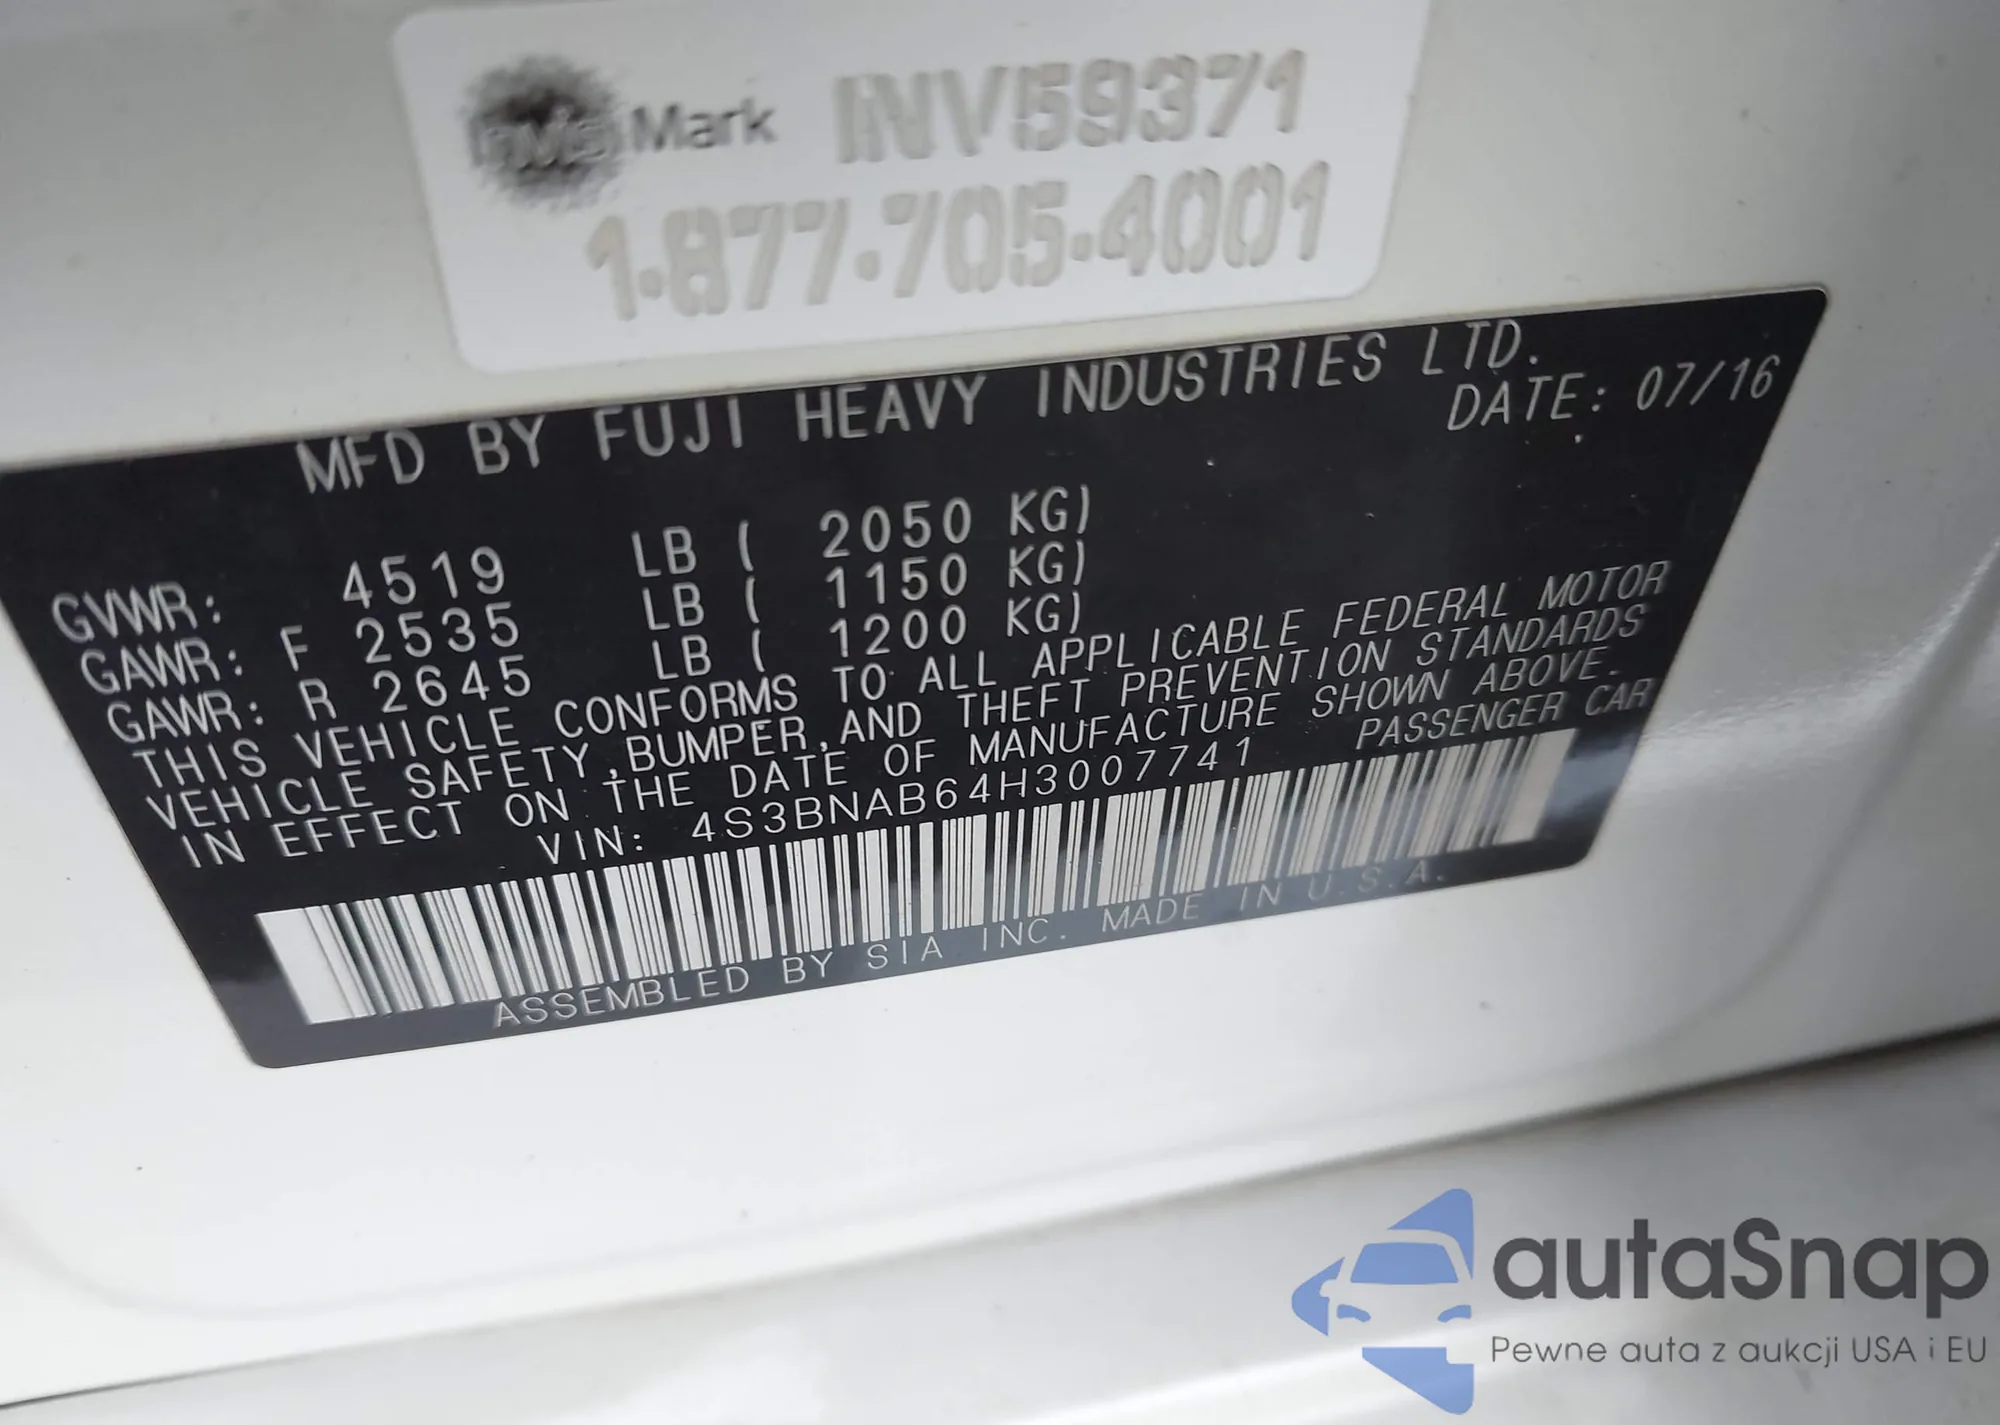 InVisaMark INV59371
1-877-705-4001
MFD BY FUJI HEAVY INDUSTRIES LTD.
DATE: 07/16
GVWR: 4519 LB ( 2050 KG)
GAWR: F 2535 LB ( 1150 KG)
GAWR: R 2645 LB ( 1200 KG)
THIS VEHICLE CONFORMS TO ALL APPLICABLE FEDERAL MOTOR
VEHICLE SAFETY,BUMPER,AND THEFT PREVENTION STANDARDS
IN EFFECT ON THE DATE OF MANUFACTURE SHOWN ABOVE.
VIN: 4S3BNAB64H3007741 PASSENGER CAR
ASSEMBLED BY SIA INC. MADE IN U.S.A.
autaSnap
Pewne auta z aukcji USA i EU